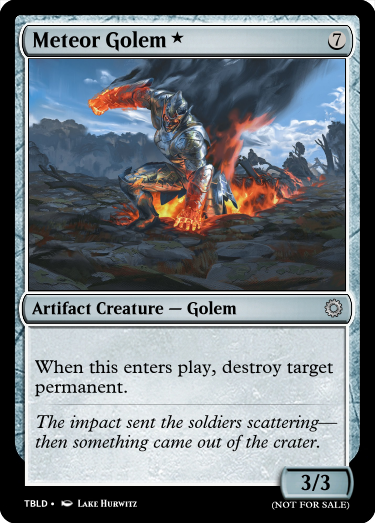 Meteor Golem ★ 7
Artifact Creature — Golem
When this enters play, destroy target
permanent.
The impact sent the soldiers scattering—
then something came out of the crater.
3/3
TBLD • Lake Hurwitz (NOT FOR SALE)